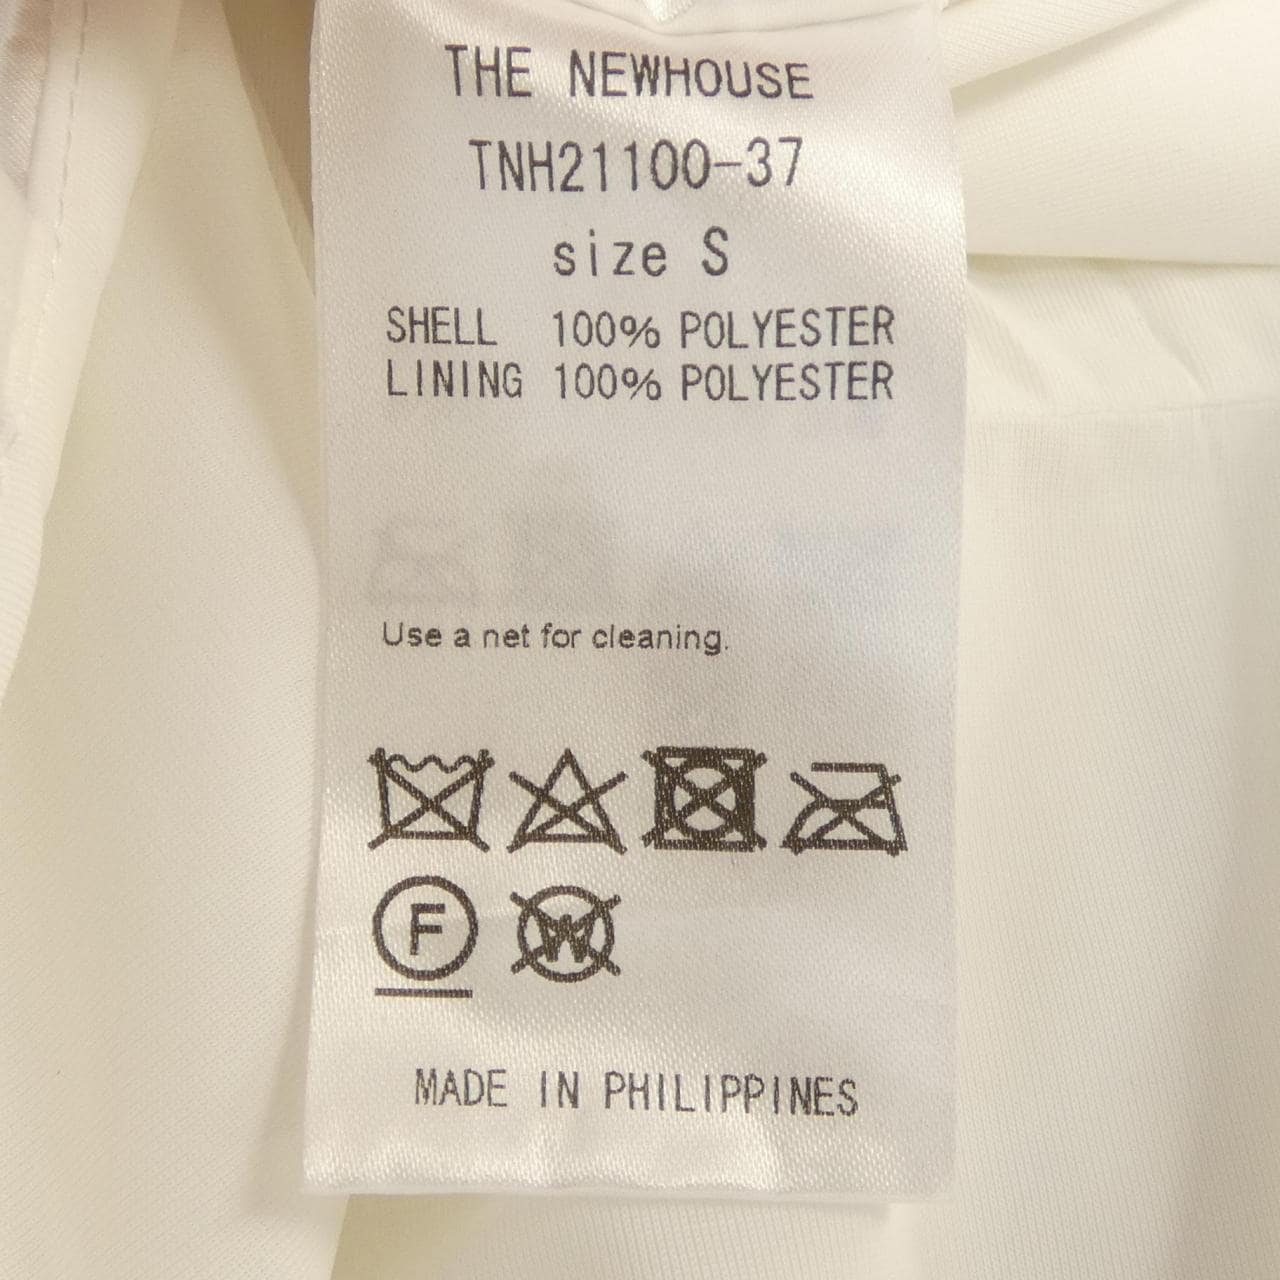 THE NEWHOUSE
TNH21100-37
size S
SHELL 100% POLYESTER
LINING 100% POLYESTER
Use a net for cleaning.
F
W
MADE IN PHILIPPINES